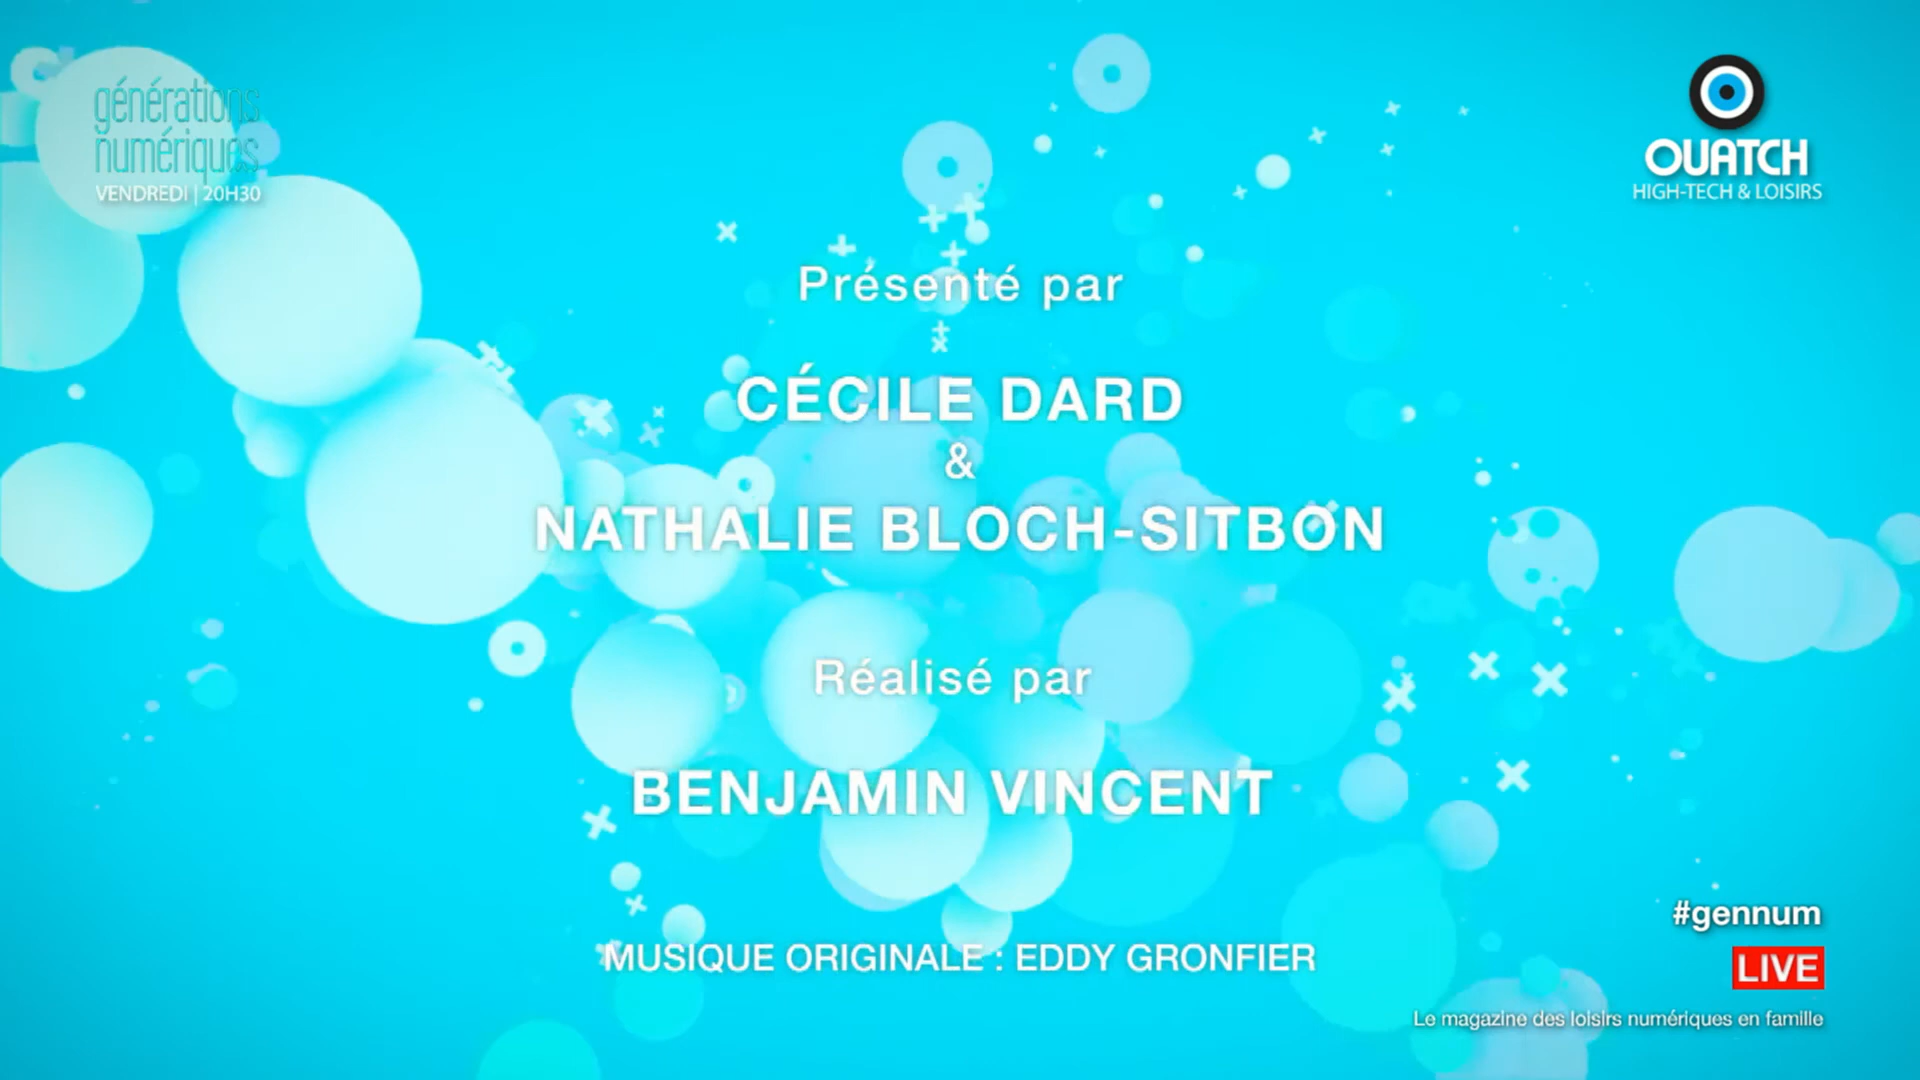 générations
numériques
VENDREDI | 20H30
OUATCH
HIGH-TECH & LOISIRS
Présenté par
CÉCILE DARD
&
NATHALIE BLOCH-SITBON
Réalisé par
BENJAMIN VINCENT
MUSIQUE ORIGINALE : EDDY GRONFIER
#gennum
LIVE
Le magazine des loisirs numériques en famille